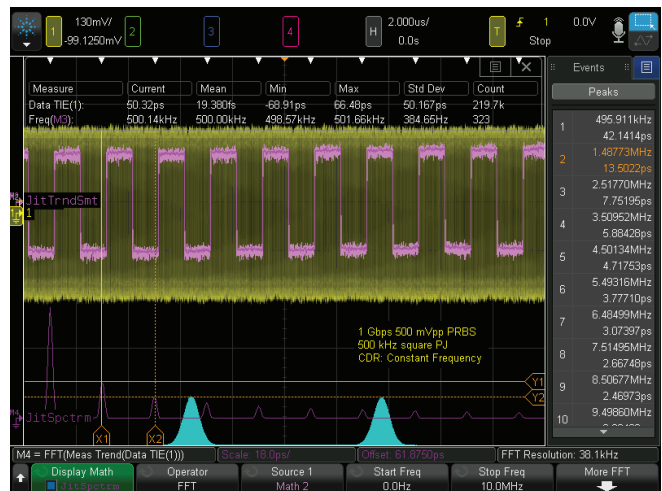 130mV/
1
-99.1250mV
2
3
4
H
2.000us/
0.0s
T
1
Stop
0.0V
Measure Current Mean Min Max Std Dev Count
Data TIE(1): 50.32ps 19.380fs -68.91ps 66.48ps 50.167ps 219.7k
Freq(M3): 500.14kHz 500.00kHz 498.57kHz 501.66kHz 384.65Hz 323
JitTrndSmt
1
1 Gbps 500 mVpp PRBS
500 kHz square PJ
CDR: Constant Frequency
Y1
Y2
JitSpctrm
X1 X2
Events
Peaks
1 495.911kHz
42.1414ps
2 1.48773MHz
13.5022ps
3 2.51770MHz
7.75195ps
4 3.50952MHz
5.88428ps
5 4.50134MHz
4.71753ps
6 5.49316MHz
3.77710ps
7 6.48499MHz
3.07397ps
8 7.51495MHz
2.66748ps
9 8.50677MHz
2.46973ps
10 9.49860MHz
M4 = FFT(Meas Trend(Data TIE(1))) Scale: 18.0ps/ Offset: 61.8750ps FFT Resolution: 38.1kHz
Display Math Operator Source 1 Start Freq Stop Freq More FFT
JitSpctrm FFT Math 2 0.0Hz 10.0MHz